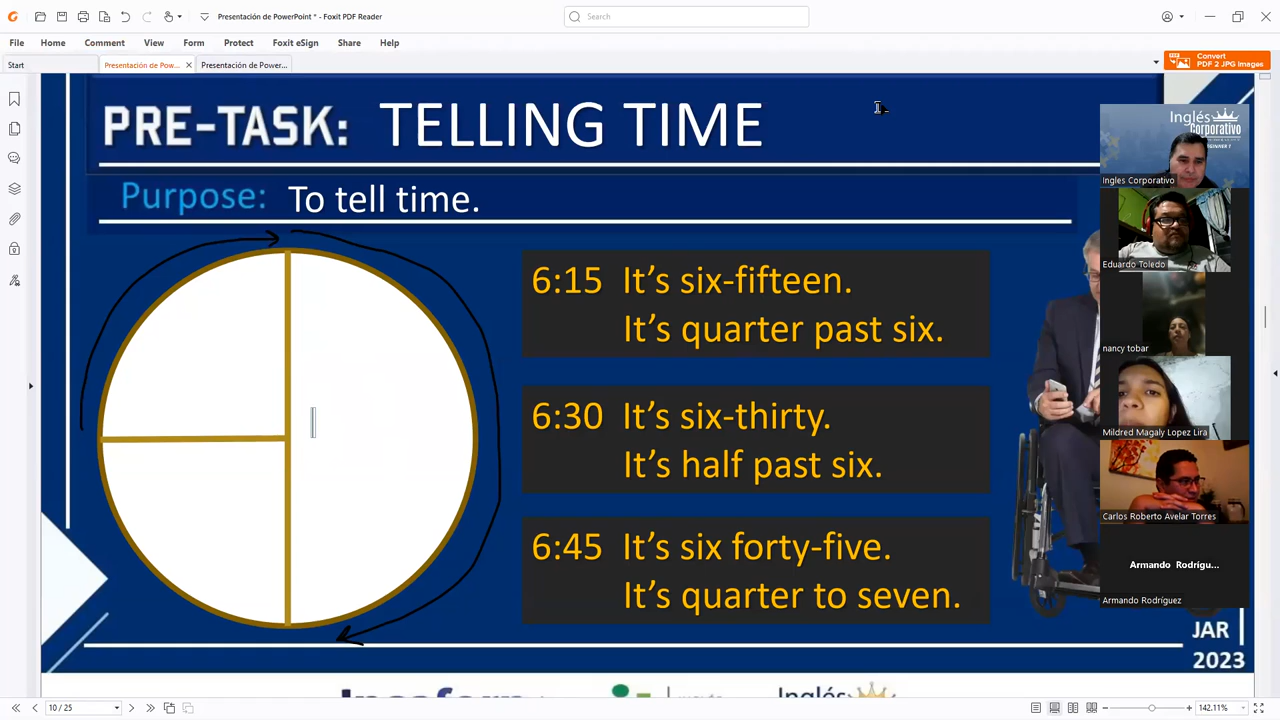 Presentación de PowerPoint * - Foxit PDF Reader
Search
File Home Comment View Form Protect Foxit eSign Share Help
Convert
PDF 2 JPG Images
Start Presentación de Pow... Presentación de Power...
PRE-TASK: TELLING TIME
Purpose: To tell time.
6:15 It's six-fifteen.
It's quarter past six.
6:30 It's six-thirty.
It's half past six.
6:45 It's six forty-five.
It's quarter to seven.
Inglés
Corporativo
Ingles Corporativo
Eduardo Toledo
nancy tobar
Mildred Magaly Lopez Lira
Carlos Roberto Avelar Torres
Armando Rodrígu...
Armando Rodríguez
JAR
2023
Inglés
10 / 25
142.11%